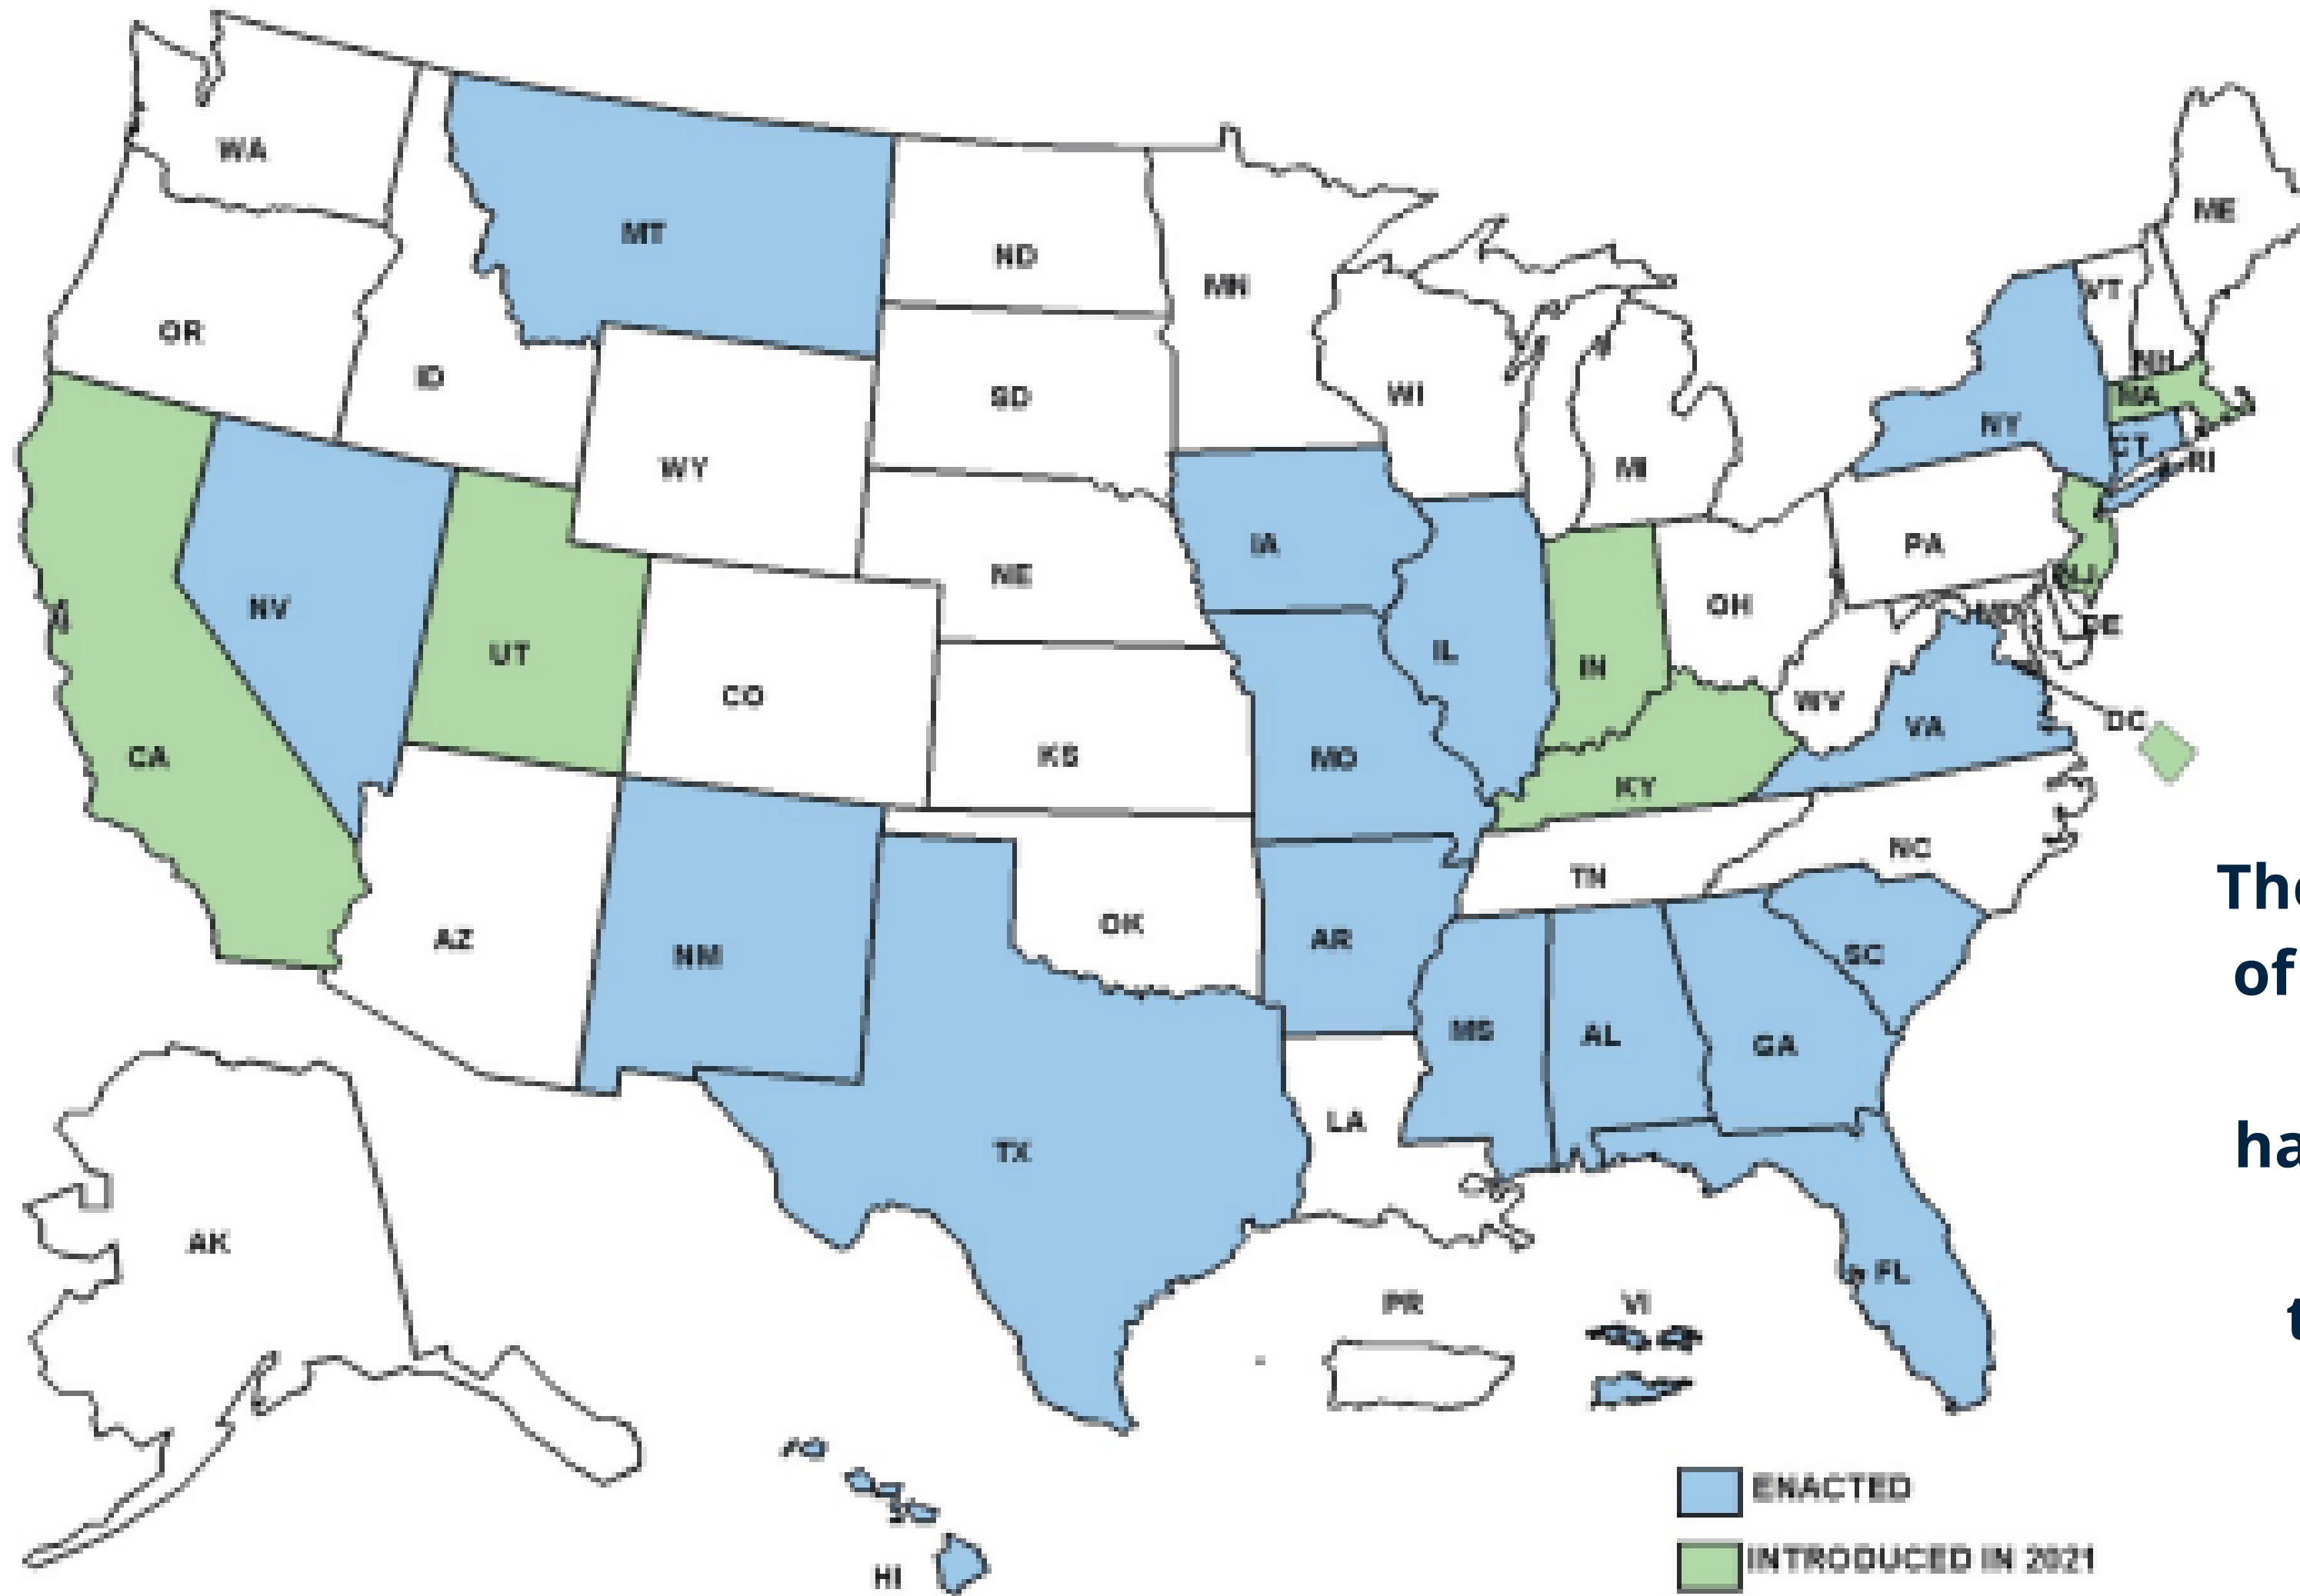 WA
MT
ND
MN
ME
OR
ID
SD
WI
VT
NH
MA
NY
CT
RI
WY
MI
IA
PA
NE
NJ
NV
OH
MD
DE
UT
IL
IN
CO
WV
VA
DC
CA
KS
MO
KY
NC
TN
OK
AR
AZ
NM
SC
MS
AL
GA
LA
TX
AK
FL
PR
VI
HI
of
ENACTED
INTRODUCED IN 2021